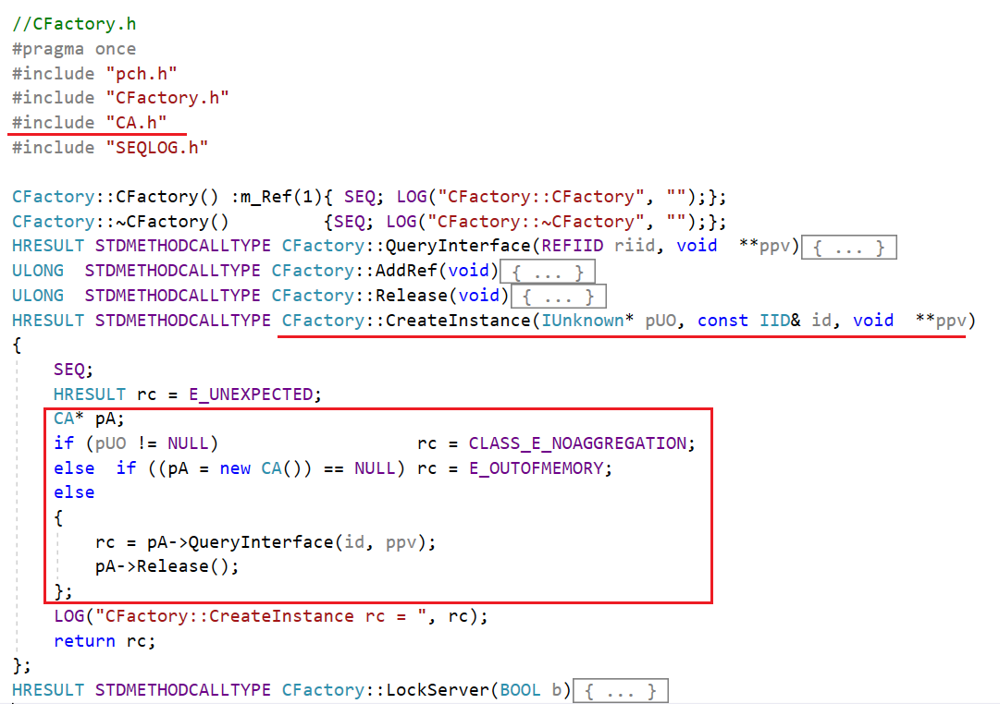 //CFactory.h
#pragma once
#include "pch.h"
#include "CFactory.h"
#include "CA.h"
#include "SEQLOG.h"
CFactory::CFactory() :m_Ref(1){ SEQ; LOG("CFactory::CFactory", "");};
CFactory::~CFactory()         {SEQ; LOG("CFactory::~CFactory", "");};
HRESULT STDMETHODCALLTYPE CFactory::QueryInterface(REFIID riid, void  **ppv){ ... }
ULONG  STDMETHODCALLTYPE CFactory::AddRef(void){ ... }
ULONG  STDMETHODCALLTYPE CFactory::Release(void){ ... }
HRESULT STDMETHODCALLTYPE CFactory::CreateInstance(IUnknown* pUO, const IID& id, void  **ppv)
{
    SEQ;
    HRESULT rc = E_UNEXPECTED;
    CA* pA;
    if (pUO != NULL)                   rc = CLASS_E_NOAGGREGATION;
    else  if ((pA = new CA()) == NULL) rc = E_OUTOFMEMORY;
    else
    {
        rc = pA->QueryInterface(id, ppv);
        pA->Release();
    };
    LOG("CFactory::CreateInstance rc = ", rc);
    return rc;
};
HRESULT STDMETHODCALLTYPE CFactory::LockServer(BOOL b){ ... }